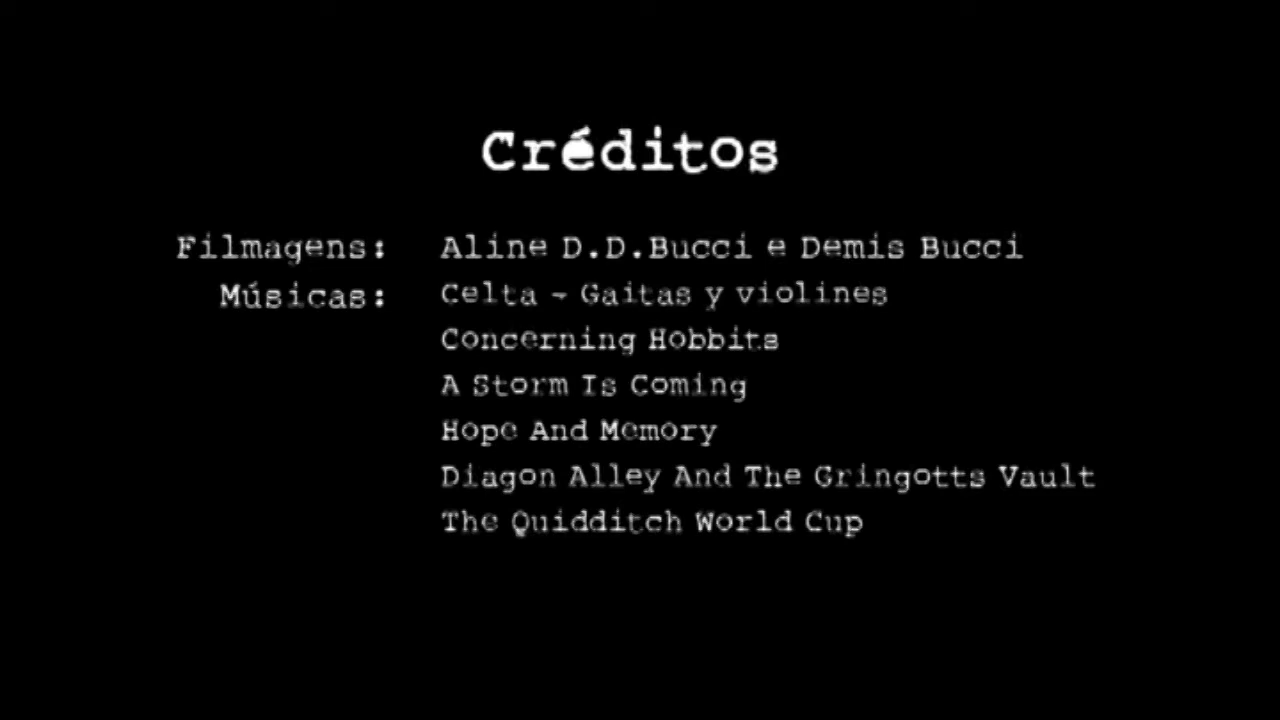 Créditos
Filmagens: Aline D.D.Bucci e Demis Bucci
Músicas: Celta - Gaitas y violines
Concerning Hobbits
A Storm Is Coming
Hope And Memory
Diagon Alley And The Gringotts Vault
The Quidditch World Cup